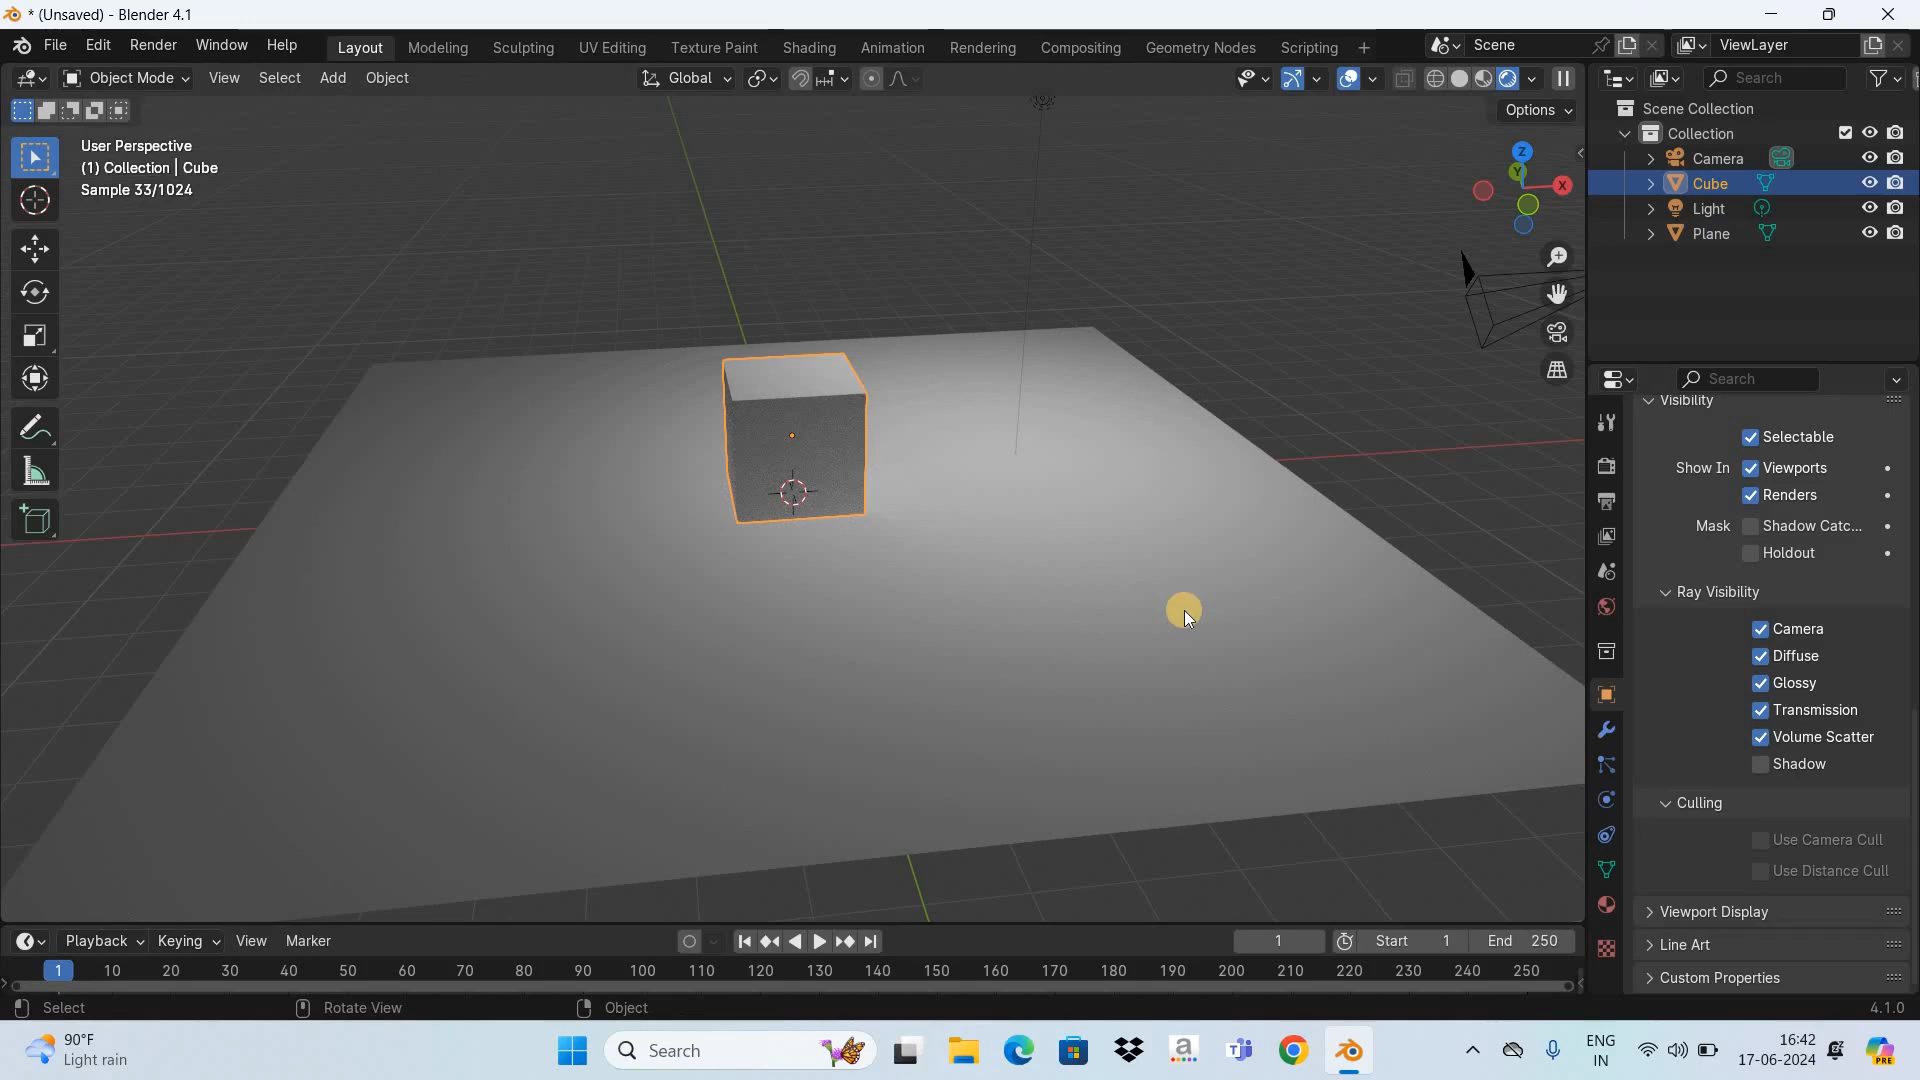 * (Unsaved) - Blender 4.1
File Edit Render Window Help Layout Modeling Sculpting UV Editing Texture Paint Shading Animation Rendering Compositing Geometry Nodes Scripting + Scene ViewLayer
Object Mode View Select Add Object Global Search
Options
User Perspective
(1) Collection | Cube
Sample 33/1024
Z
Y
X
Scene Collection
Collection
Camera
Cube
Light
Plane
Search
Visibility
Selectable
Show In Viewports
Renders
Mask Shadow Catc...
Holdout
Ray Visibility
Camera
Diffuse
Glossy
Transmission
Volume Scatter
Shadow
Culling
Use Camera Cull
Use Distance Cull
Viewport Display
Line Art
Custom Properties
Playback Keying View Marker 1 Start 1 End 250
1 10 20 30 40 50 60 70 80 90 100 110 120 130 140 150 160 170 180 190 200 210 220 230 240 250
Select Rotate View Object 4.1.0
90°F
Light rain
Search
a
ENG
IN
16:42
17-06-2024
PRE